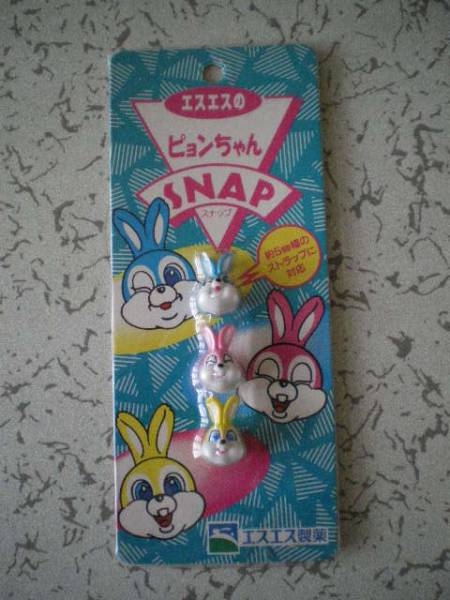 エスエスの
ピョンちゃん
SNAP
スナップ
約5mm幅の
ストラップに
対応
エスエス製薬